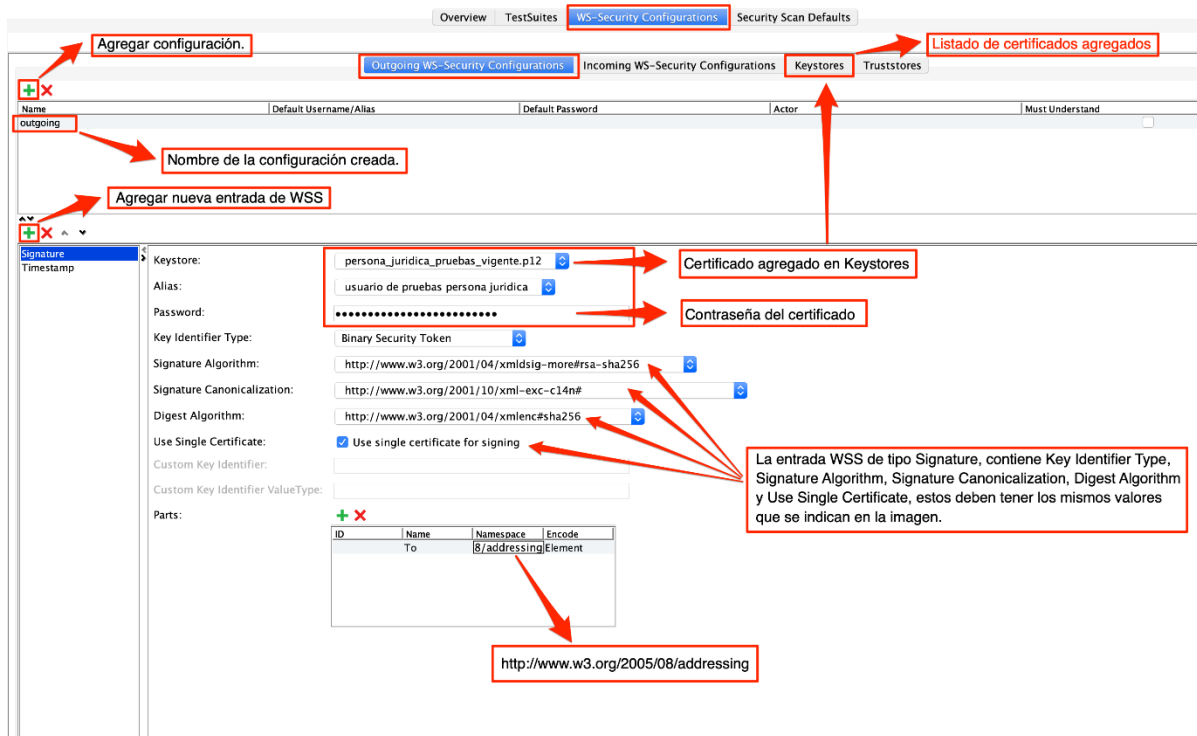 Overview TestSuites WS-Security Configurations Security Scan Defaults
Agregar configuración.
Listado de certificados agregados
Outgoing WS-Security Configurations Incoming WS-Security Configurations Keystores Truststores
Name Default Username/Alias Default Password Actor Must Understand
outgoing
Nombre de la configuración creada.
Agregar nueva entrada de WSS
Signature
Timestamp
Keystore: persona_juridica_pruebas_vigente.p12
Certificado agregado en Keystores
Alias: usuario de pruebas persona juridica
Password: ••••••••••••••••••••••••••
Contraseña del certificado
Key Identifier Type: Binary Security Token
Signature Algorithm: http://www.w3.org/2001/04/xmldsig-more#rsa-sha256
Signature Canonicalization: http://www.w3.org/2001/10/xml-exc-c14n#
Digest Algorithm: http://www.w3.org/2001/04/xmlenc#sha256
Use Single Certificate: Use single certificate for signing
La entrada WSS de tipo Signature, contiene Key Identifier Type,
Signature Algorithm, Signature Canonicalization, Digest Algorithm
y Use Single Certificate, estos deben tener los mismos valores
que se indican en la imagen.
Custom Key Identifier:
Custom Key Identifier ValueType:
Parts:
ID Name Namespace Encode
To 8/addressing Element
http://www.w3.org/2005/08/addressing